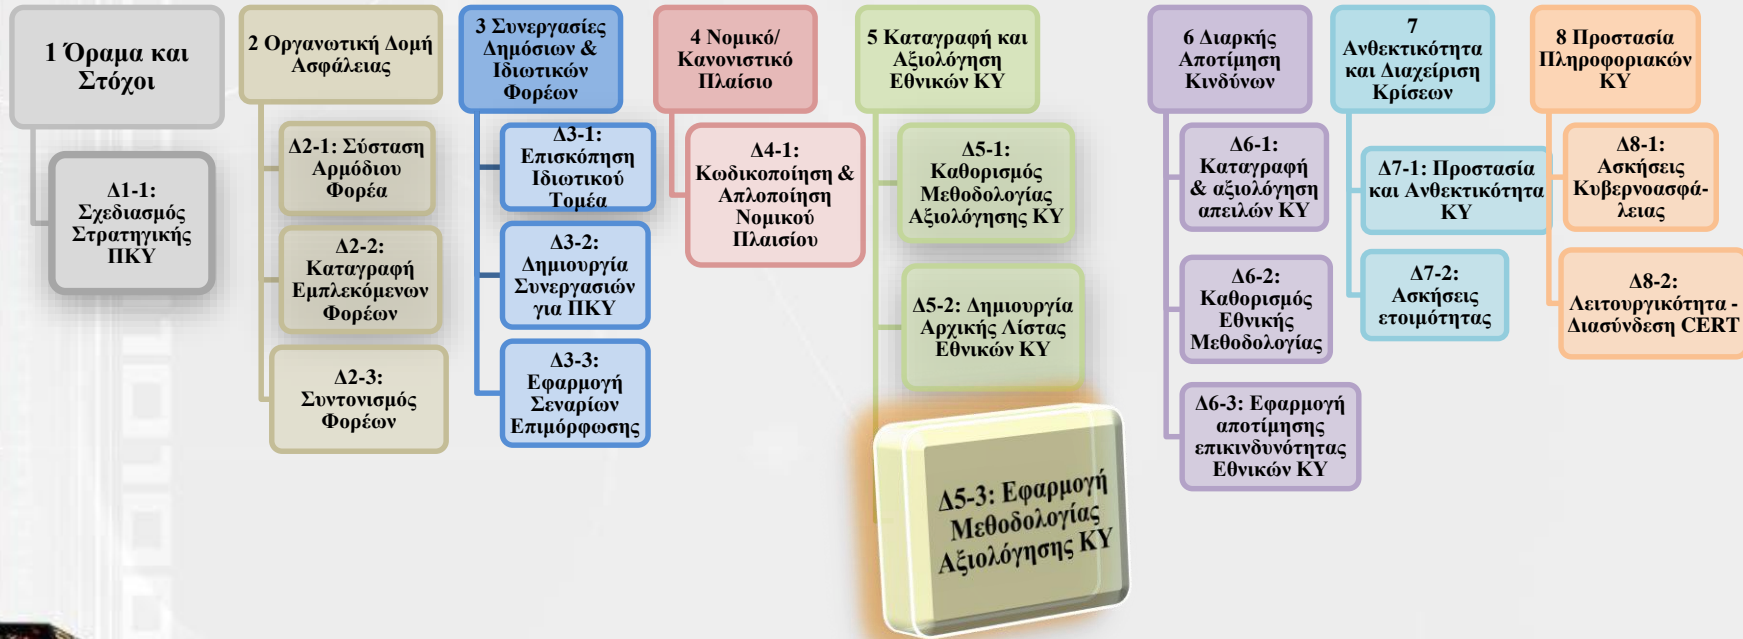 1 Όραμα και
Στόχοι
Δ1-1:
Σχεδιασμός
Στρατηγικής
ΠΚΥ
2 Οργανωτική Δομή
Ασφάλειας
Δ2-1: Σύσταση
Αρμόδιου
Φορέα
Δ2-2:
Καταγραφή
Εμπλεκόμενων
Φορέων
Δ2-3:
Συντονισμός
Φορέων
3 Συνεργασίες
Δημόσιων &
Ιδιωτικών
Φορέων
Δ3-1:
Επισκόπηση
Ιδιωτικού
Τομέα
Δ3-2:
Δημιουργία
Συνεργασιών
για ΠΚΥ
Δ3-3:
Εφαρμογή
Σεναρίων
Επιμόρφωσης
4 Νομικό/
Κανονιστικό
Πλαίσιο
Δ4-1:
Κωδικοποίηση &
Απλοποίηση
Νομικού
Πλαισίου
5 Καταγραφή και
Αξιολόγηση
Εθνικών ΚΥ
Δ5-1:
Καθορισμός
Μεθοδολογίας
Αξιολόγησης ΚΥ
Δ5-2: Δημιουργία
Αρχικής Λίστας
Εθνικών ΚΥ
Δ5-3: Εφαρμογή
Μεθοδολογίας
Αξιολόγησης ΚΥ
6 Διαρκής
Αποτίμηση
Κινδύνων
Δ6-1:
Καταγραφή
& αξιολόγηση
απειλών ΚΥ
Δ6-2:
Καθορισμός
Εθνικής
Μεθοδολογίας
Δ6-3: Εφαρμογή
αποτίμησης
επικινδυνότητας
Εθνικών ΚΥ
7
Ανθεκτικότητα
και Διαχείριση
Κρίσεων
Δ7-1: Προστασία
και Ανθεκτικότητα
ΚΥ
Δ7-2:
Ασκήσεις
ετοιμότητας
8 Προστασία
Πληροφοριακών
ΚΥ
Δ8-1:
Ασκήσεις
Κυβερνοασφά-
λειας
Δ8-2:
Λειτουργικότητα -
Διασύνδεση CERT